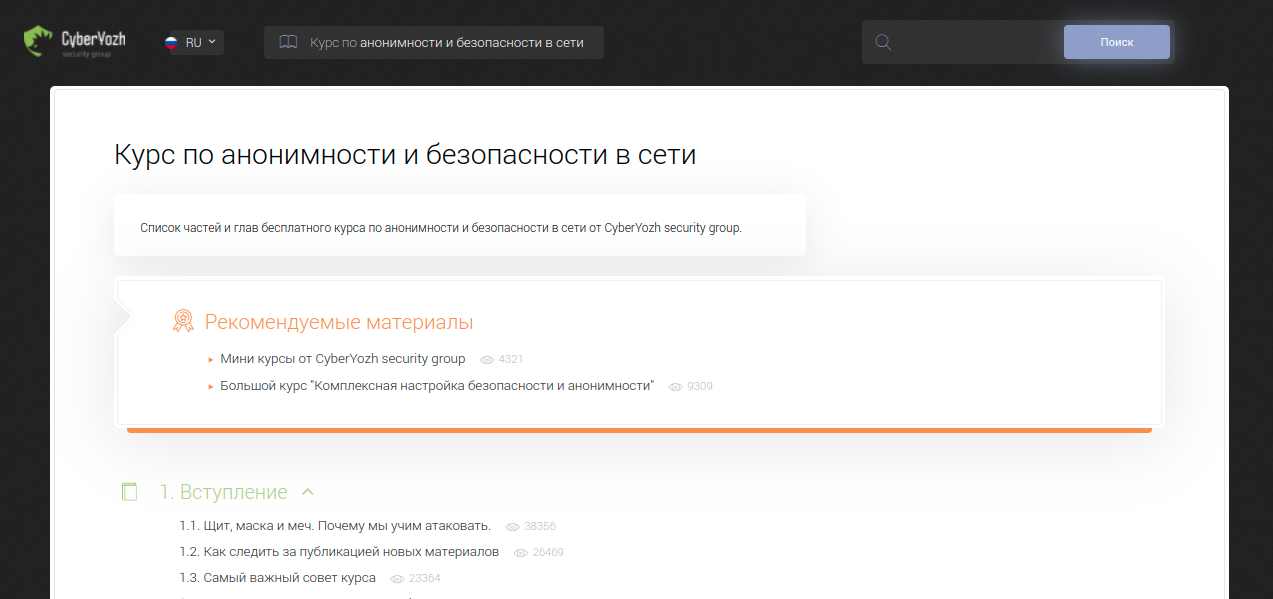 CyberYozh
security group
RU
Курс по анонимности и безопасности в сети
Поиск
Курс по анонимности и безопасности в сети
Список частей и глав бесплатного курса по анонимности и безопасности в сети от CyberYozh security group.
Рекомендуемые материалы
Мини курсы от CyberYozh security group 4321
Большой курс "Комплексная настройка безопасности и анонимности" 9309
1. Вступление
1.1. Щит, маска и меч. Почему мы учим атаковать. 38356
1.2. Как следить за публикацией новых материалов 26469
1.3. Самый важный совет курса 23364